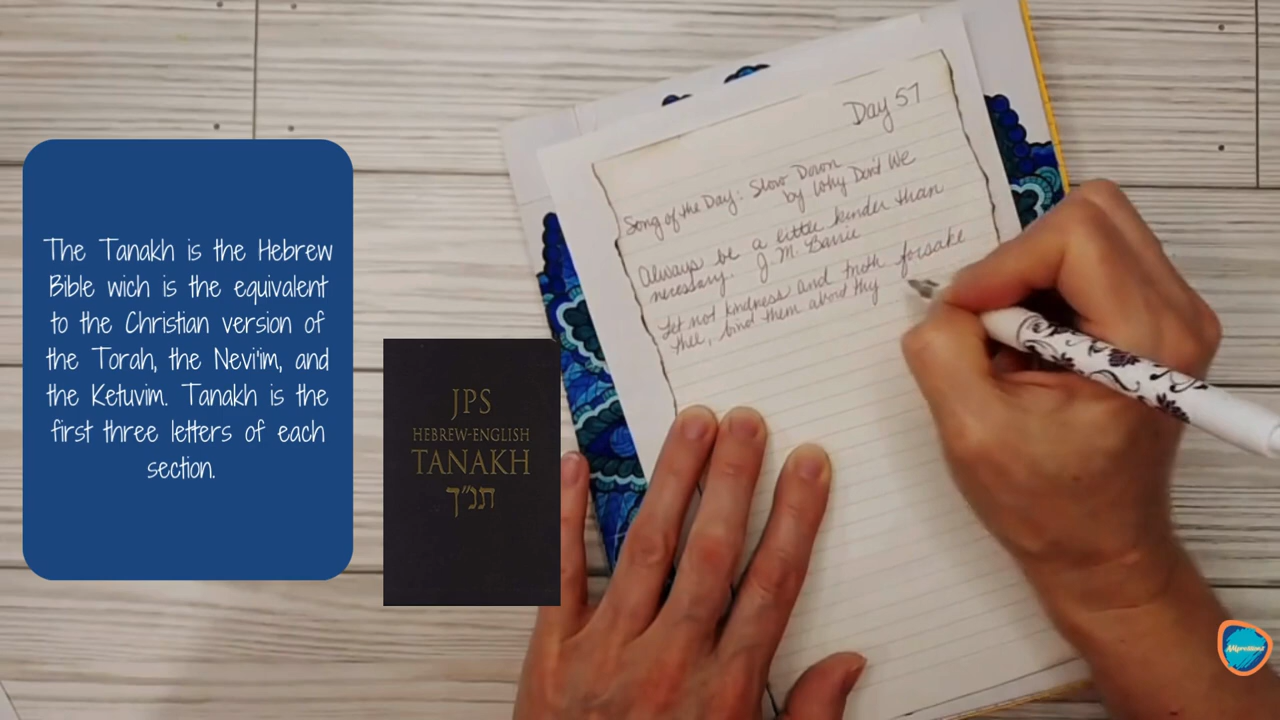 The Tanakh is the Hebrew
Bible wich is the equivalent
to the Christian version of
the Torah, the Nevi'im, and
the Ketuvim. Tanakh is the
first three letters of each
section.
JPS
HEBREW-ENGLISH
TANAKH
תנ״ך
Day 57
Song of the Day: Slow Down
by Why Don't We
Always be a little kinder than
necessary. J. M. Barrie
Let not kindness and truth forsake
thee, bind them about thy